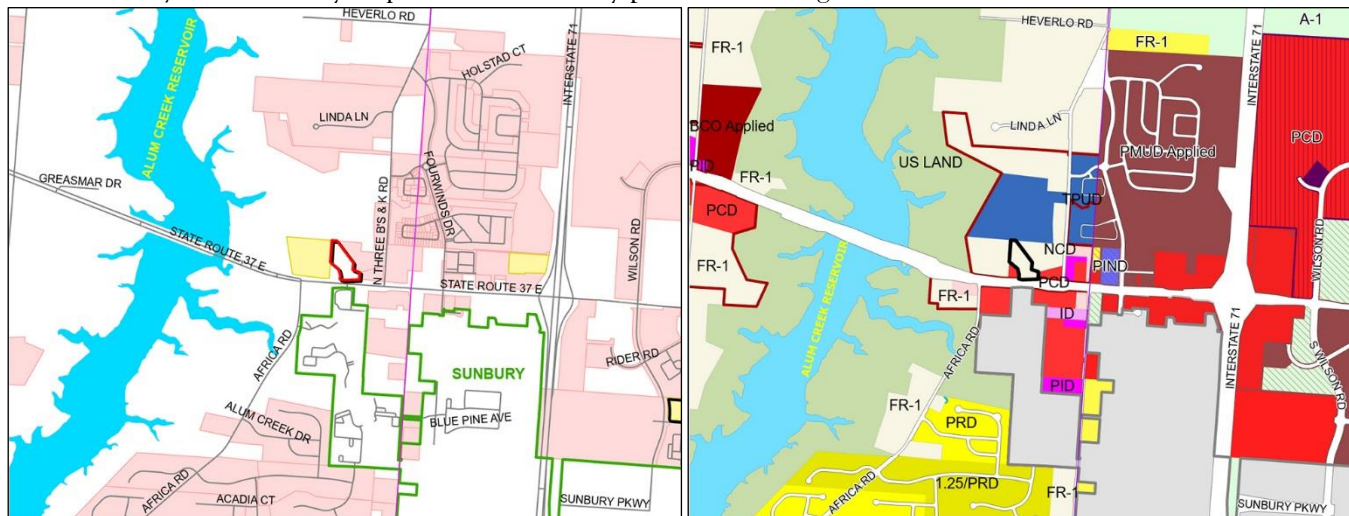 HEVERLO RD
INTERSTATE 71
HOLSTAD CT
ALUM CREEK RESERVOIR
LINDA LN
FOURWINDS DR
GREASMAR DR
N THREE B'S & K RD
WILSON RD
STATE ROUTE 37 E
STATE ROUTE 37 E
AFRICA RD
SUNBURY
RIDER RD
BLUE PINE AVE
ALUM CREEK DR
AFRICA RD
ACADIA CT
SUNBURY PKWY
HEVERLO RD
A-1
FR-1
FR-1
INTERSTATE 71
LINDA LN
BCO Applied
PCD
US LAND
PMUD Applied
PID
FR-1
TPUD
PCD
WILSON RD
NCD
PIND
FR-1
PCD
FR-1
ID
ALUM CREEK RESERVOIR
AFRICA RD
INTERSTATE 71
S WILSON RD
PID
FR-1
PRD
1.25/PRD
FR-1
AFRICA RD
SUNBURY PKWY